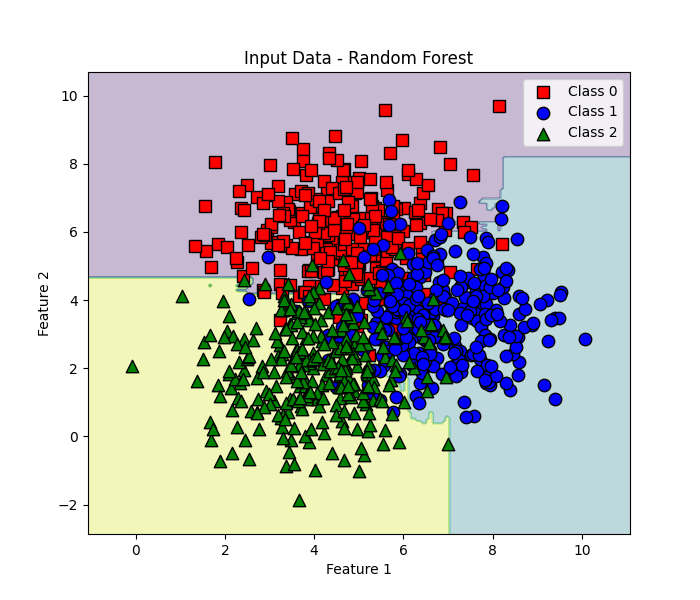 Input Data - Random Forest
Class 0
Class 1
Class 2
10
8
6
4
2
0
−2
Feature 2
0 2 4 6 8 10
Feature 1